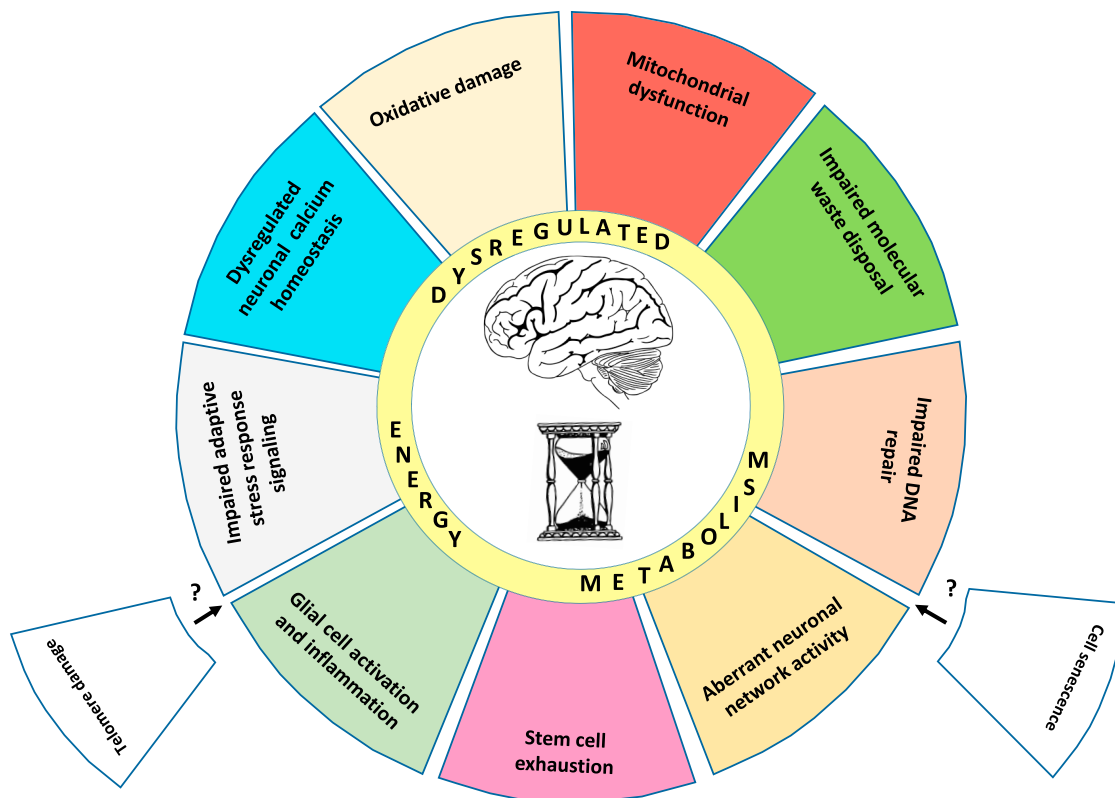 Oxidative damage
Mitochondrial
dysfunction
Impaired molecular
waste disposal
Impaired DNA
repair
Aberrant neuronal
network activity
Stem cell
exhaustion
Glial cell activation
and inflammation
Impaired adaptive
stress response
signaling
Dysregulated
neuronal calcium
homeostasis
DYSREGULATED
ENERGY
METABOLISM
?
Telomere damage
?
Cell senescence